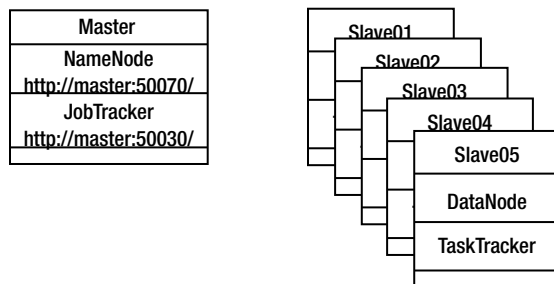 Master
NameNode
http://master:50070/
JobTracker
http://master:50030/
Slave01
Slave02
Slave03
Slave04
Slave05
DataNode
TaskTracker